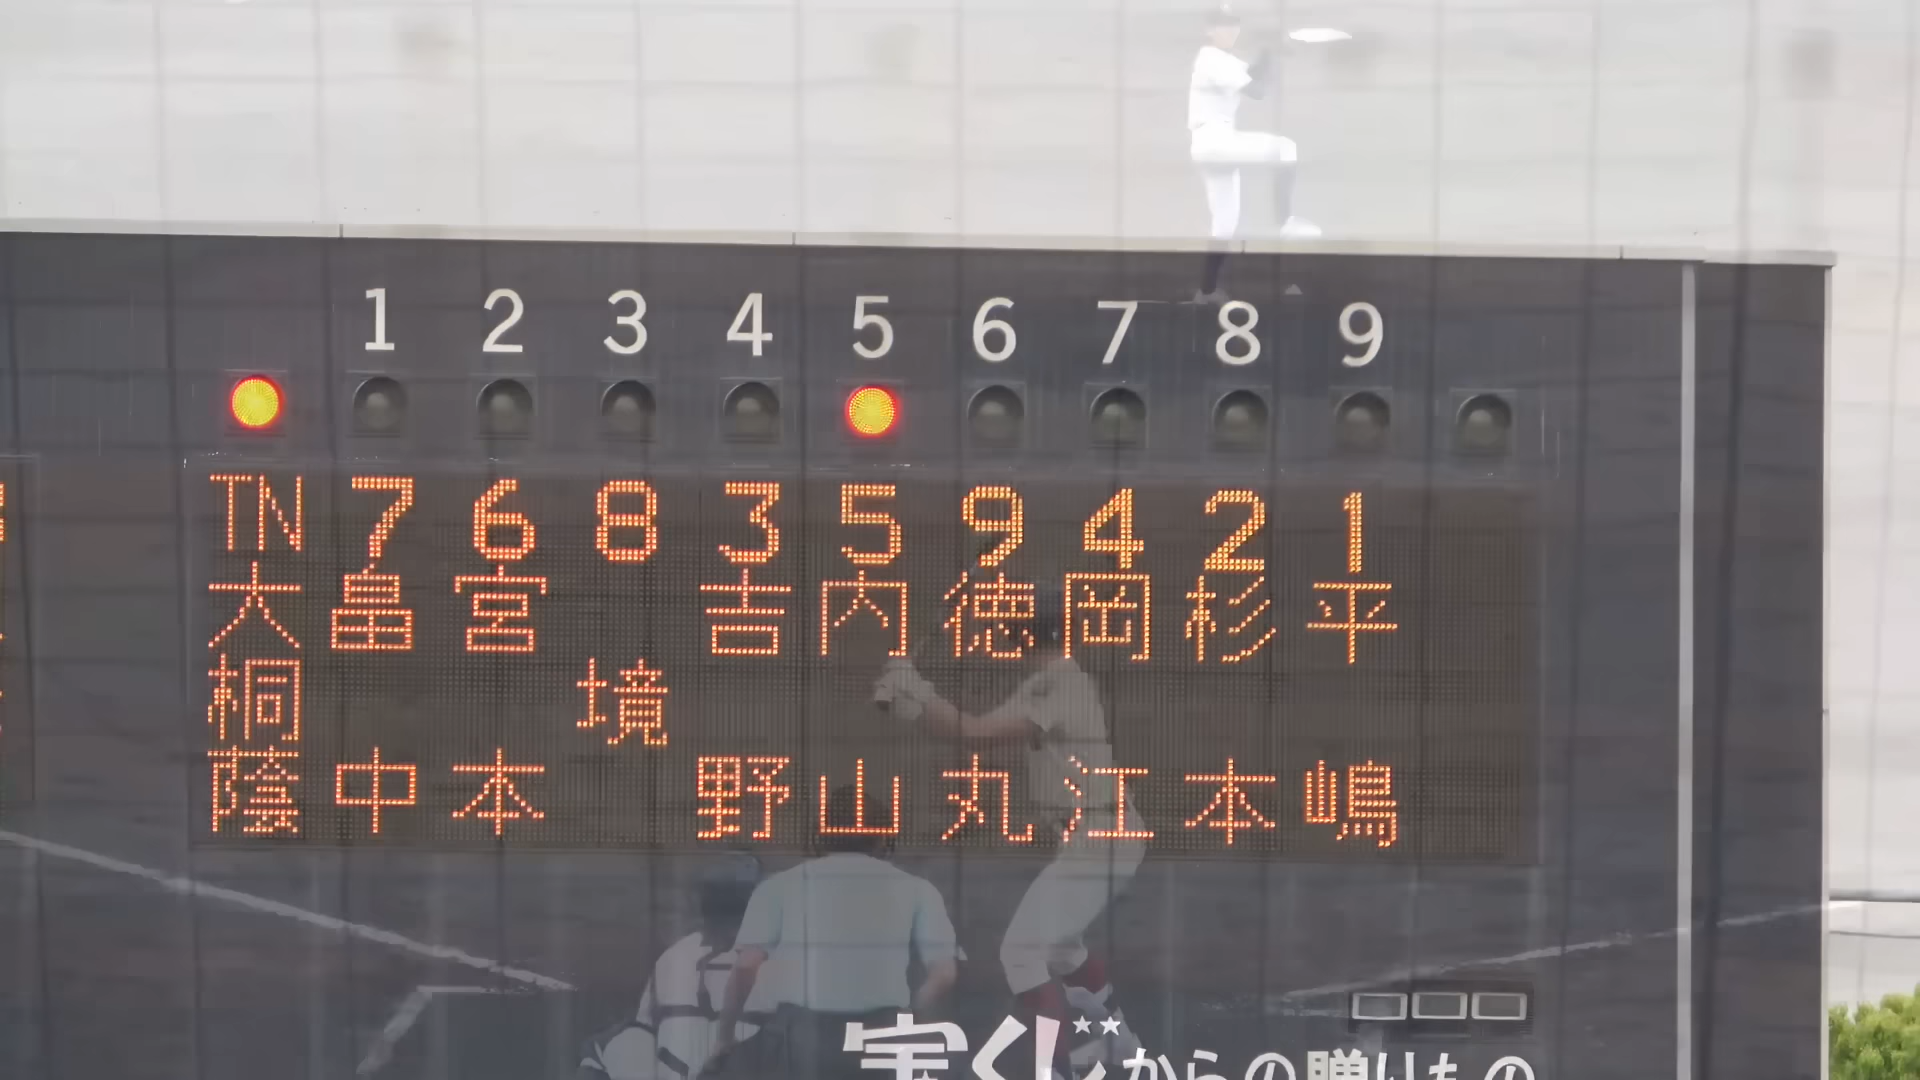 1 2 3 4 5 6 7 8 9
TN 7 6 8 3 5 9 4 2 1
大桐蔭
畠中
宮本
境
吉野
内山
徳丸
岡江
杉本
平嶋
宝くじからの贈りもの